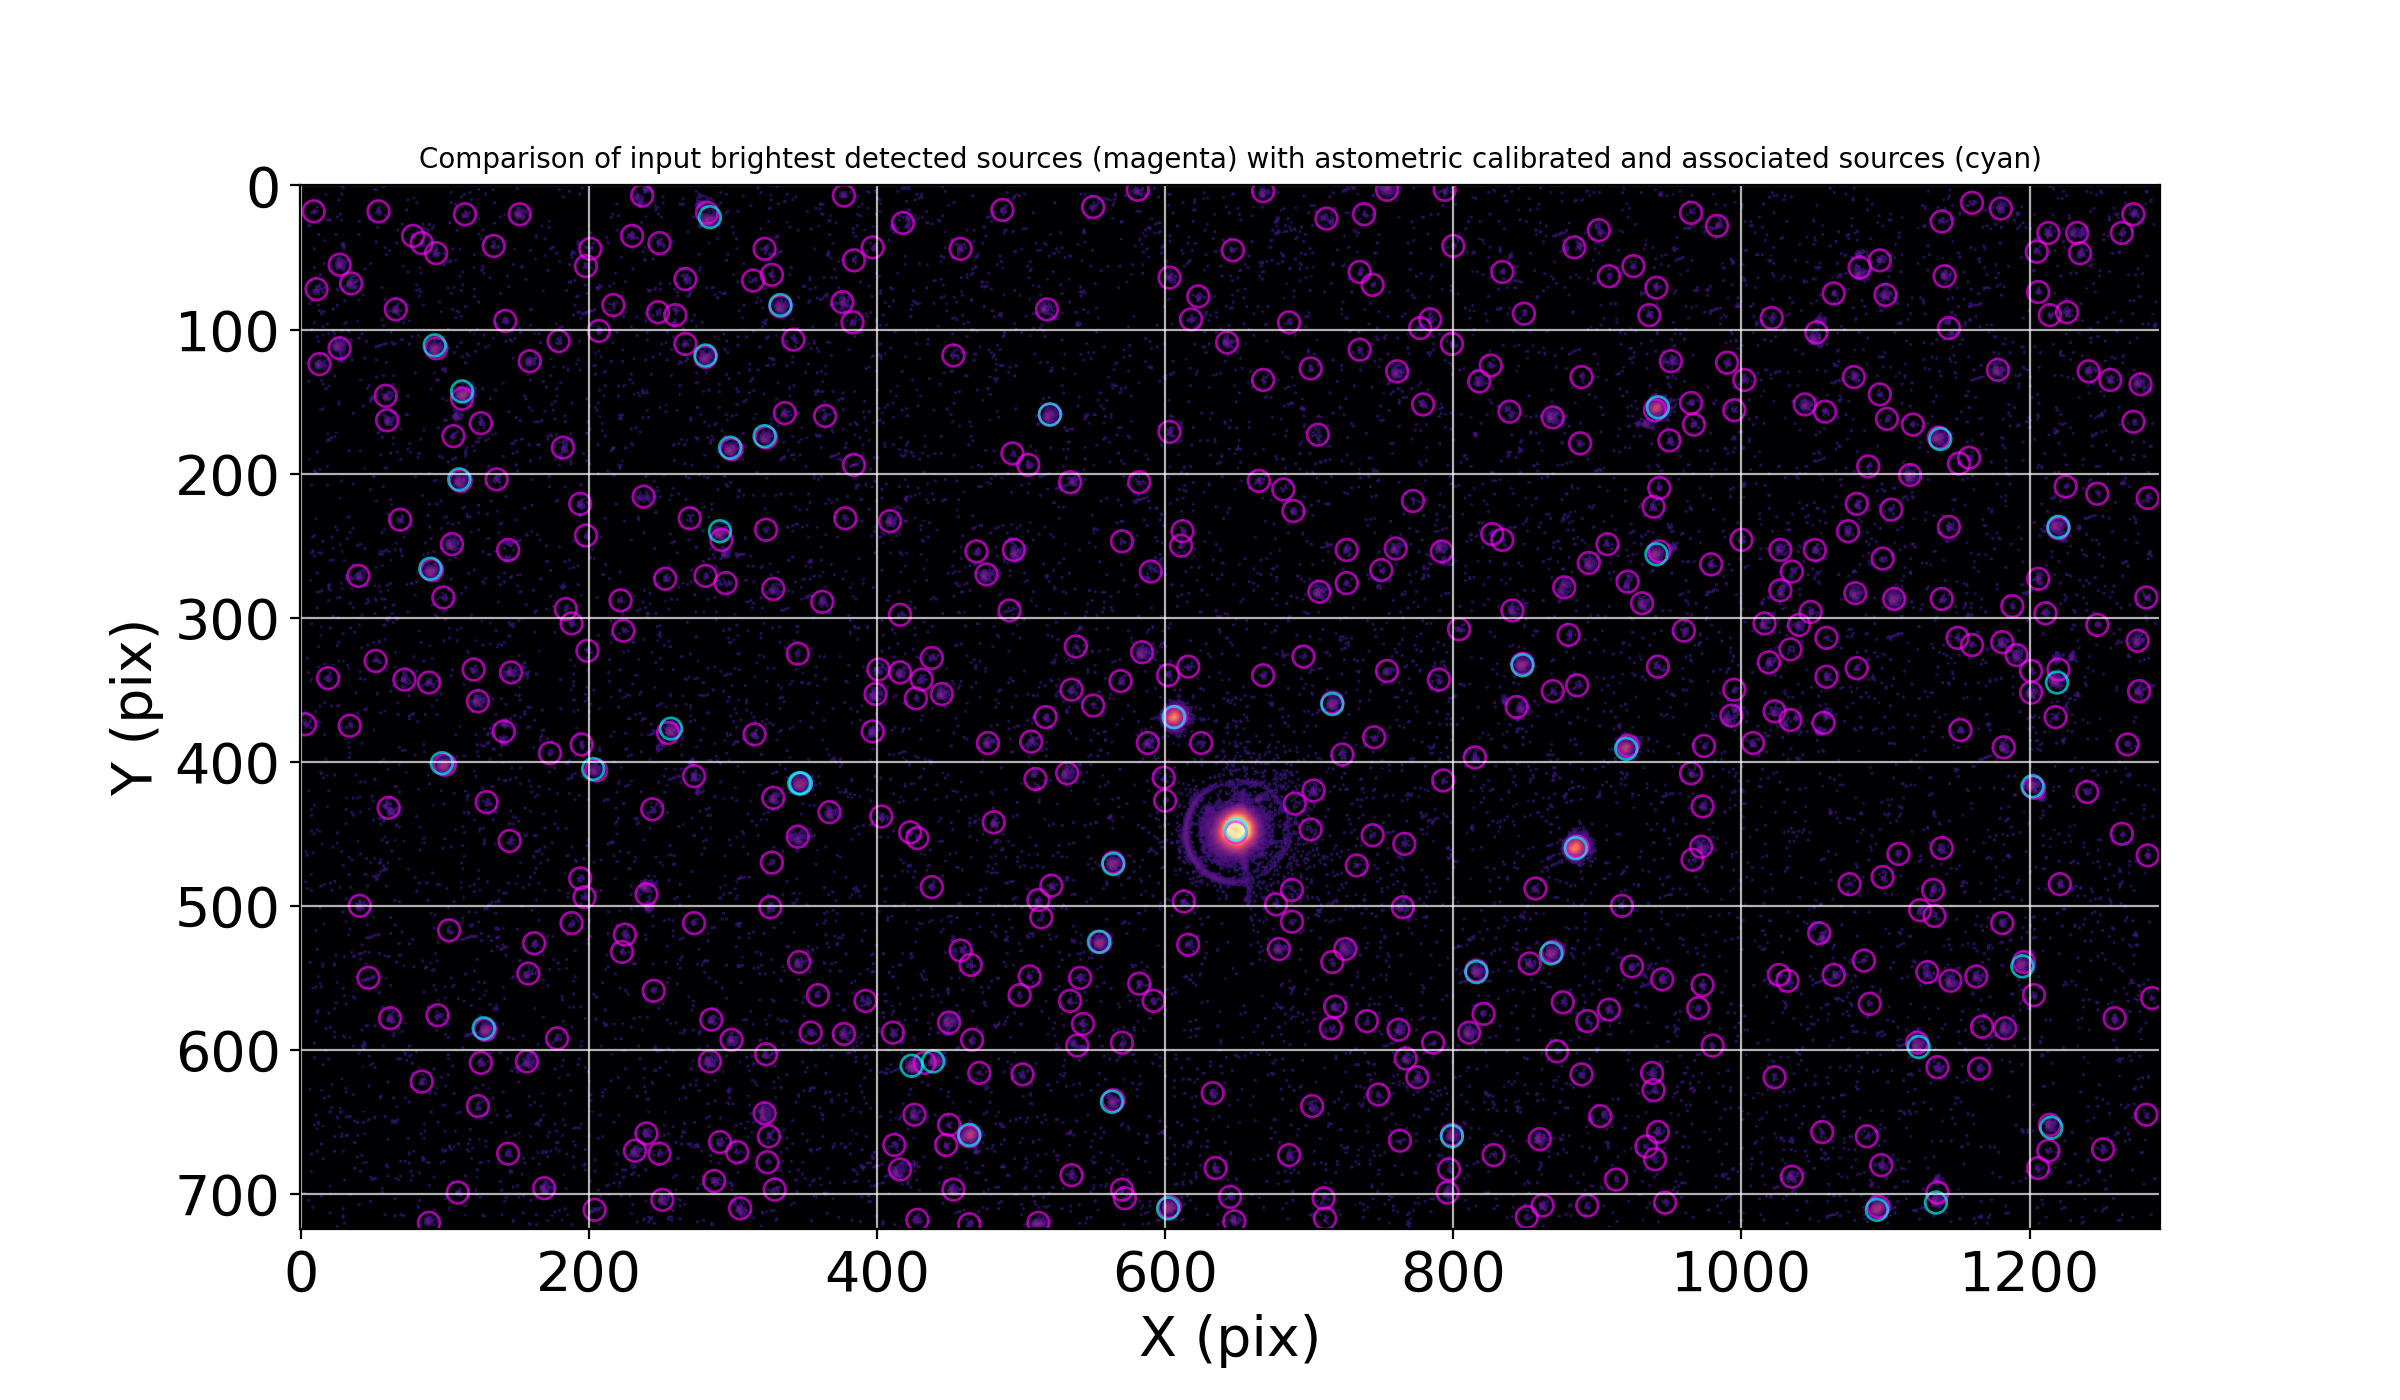 Comparison of input brightest detected sources (magenta) with astometric calibrated and associated sources (cyan)
0
100
200
300
400
500
600
700
Y (pix)
0 200 400 600 800 1000 1200
X (pix)